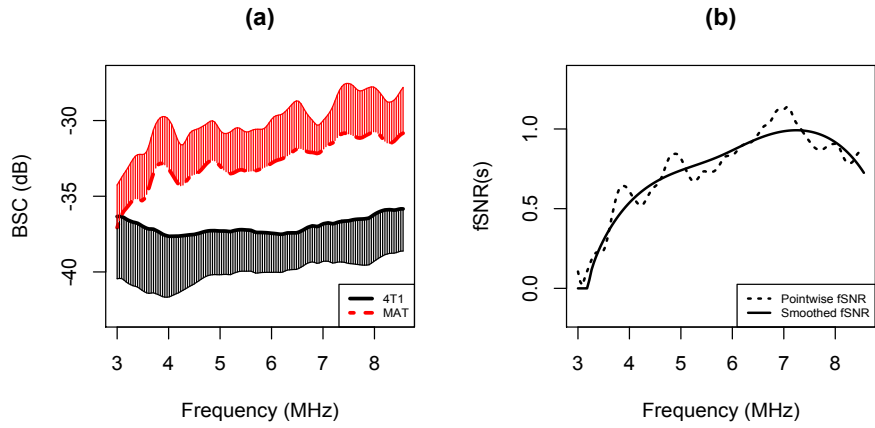 (a)
BSC (dB)
-30
-35
-40
3 4 5 6 7 8
Frequency (MHz)
4T1
MAT
(b)
fSNR(s)
1.0
0.5
0.0
3 4 5 6 7 8
Frequency (MHz)
Pointwise fSNR
Smoothed fSNR